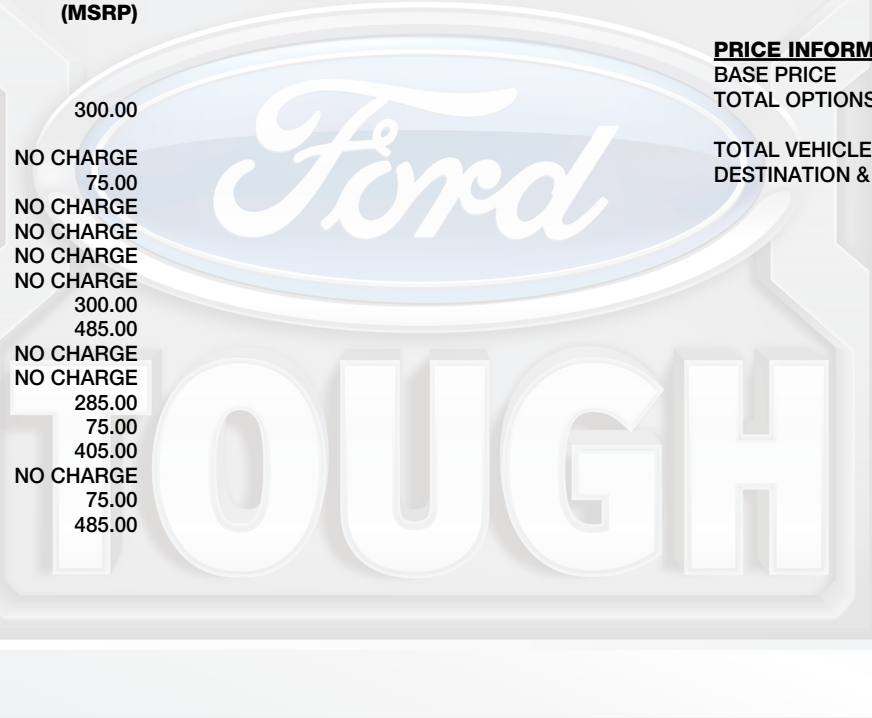 (MSRP)
300.00
NO CHARGE
75.00
NO CHARGE
NO CHARGE
NO CHARGE
NO CHARGE
300.00
485.00
NO CHARGE
NO CHARGE
285.00
75.00
405.00
NO CHARGE
75.00
485.00
PRICE INFORM
BASE PRICE
TOTAL OPTIONS
TOTAL VEHICLE
DESTINATION &
Ford
TOUGH